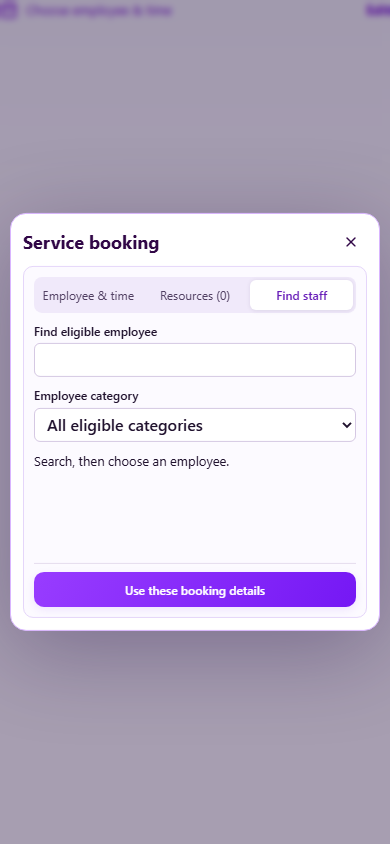 Choose employee & time
Service booking
Employee & time
Resources (0)
Find staff
Find eligible employee
Employee category
All eligible categories
Search, then choose an employee.
Use these booking details